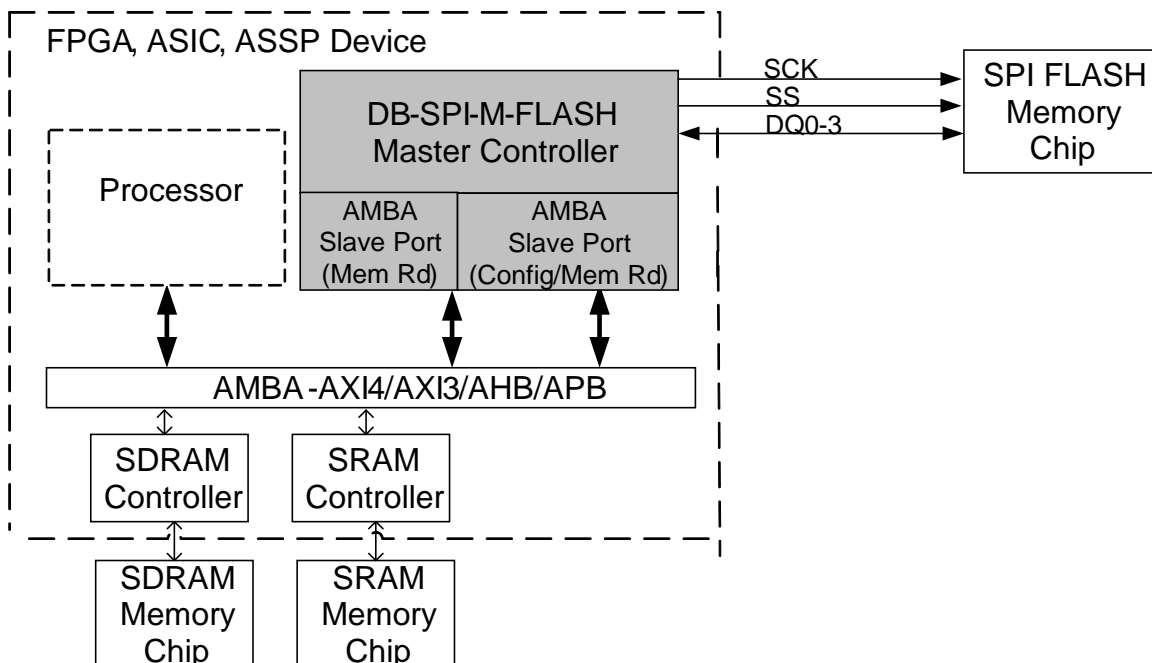 FPGA, ASIC, ASSP Device
DB-SPI-M-FLASH
Master Controller
SCK
SS
DQ0-3
SPI FLASH
Memory
Chip
Processor
AMBA
Slave Port
(Mem Rd)
AMBA
Slave Port
(Config/Mem Rd)
AMBA-AXI4/AXI3/AHB/APB
SDRAM
Controller
SRAM
Controller
SDRAM
Memory
Chip
SRAM
Memory
Chip